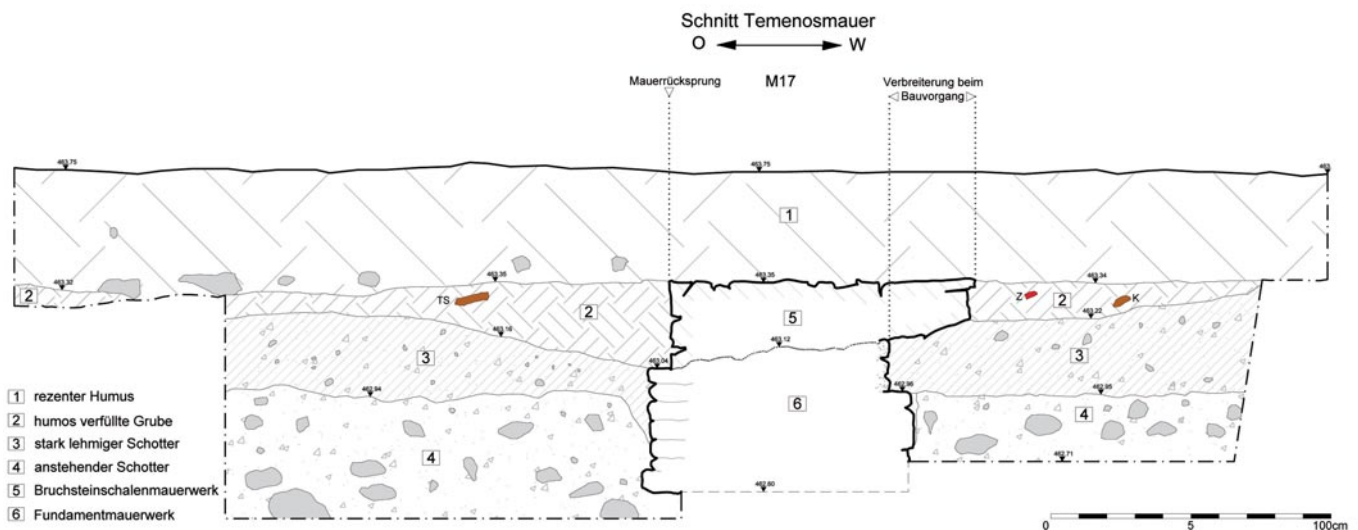 Schnitt Temenosmauer
O W
Mauerrücksprung
M17
Verbreiterung beim
Bauvorgang
463.75
463.75
463
1
463.32
463.35
463.35
463.34
2
TS
2
5
Z
2
K
463.22
463.16
463.12
3
463.04
3
462.94
462.96
462.95
6
4
4
462.71
462.60
1 rezenter Humus
2 humos verfüllte Grube
3 stark lehmiger Schotter
4 anstehender Schotter
5 Bruchsteinschalenmauerwerk
6 Fundamentmauerwerk
0 5 100cm